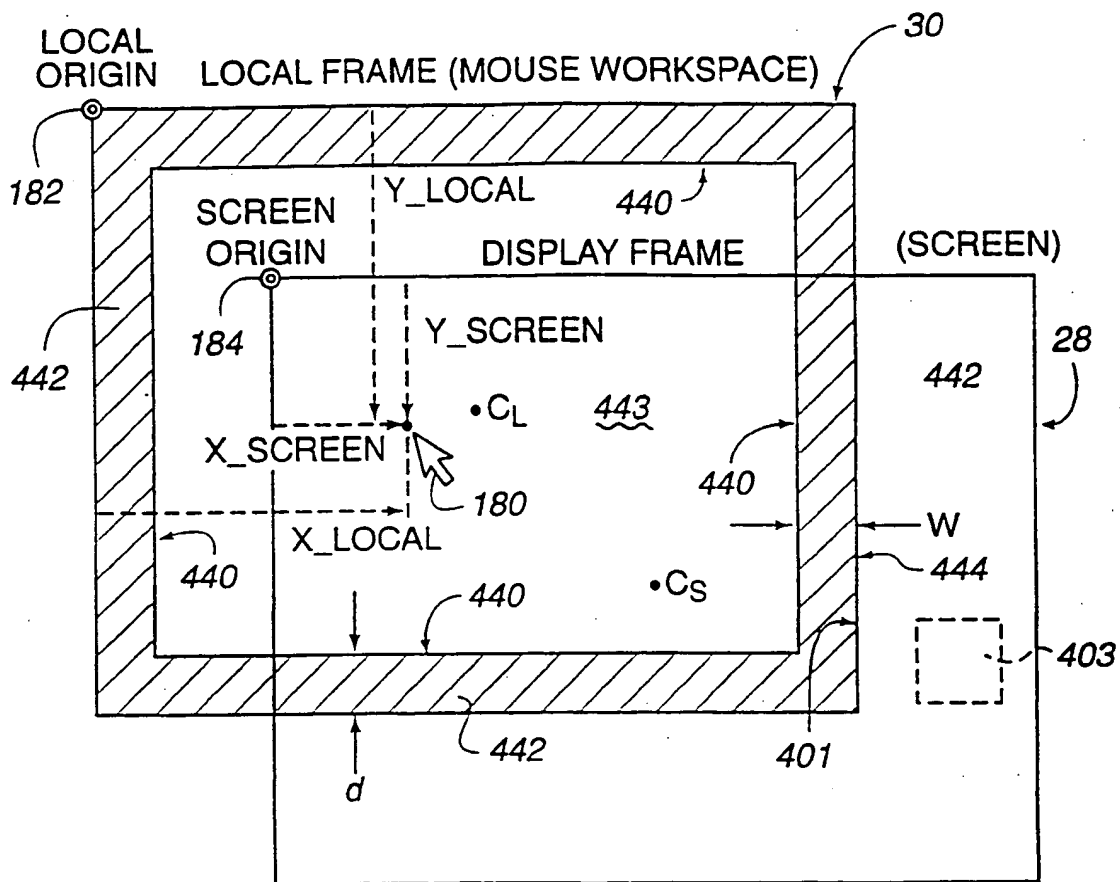 LOCAL
ORIGIN
LOCAL FRAME (MOUSE WORKSPACE)
30
182
Y_LOCAL
440
SCREEN
ORIGIN
DISPLAY FRAME
(SCREEN)
184
442
Y_SCREEN
28
442
C_L
443
X_SCREEN
440
180
W
X_LOCAL
440
444
C_S
440
403
442
401
d